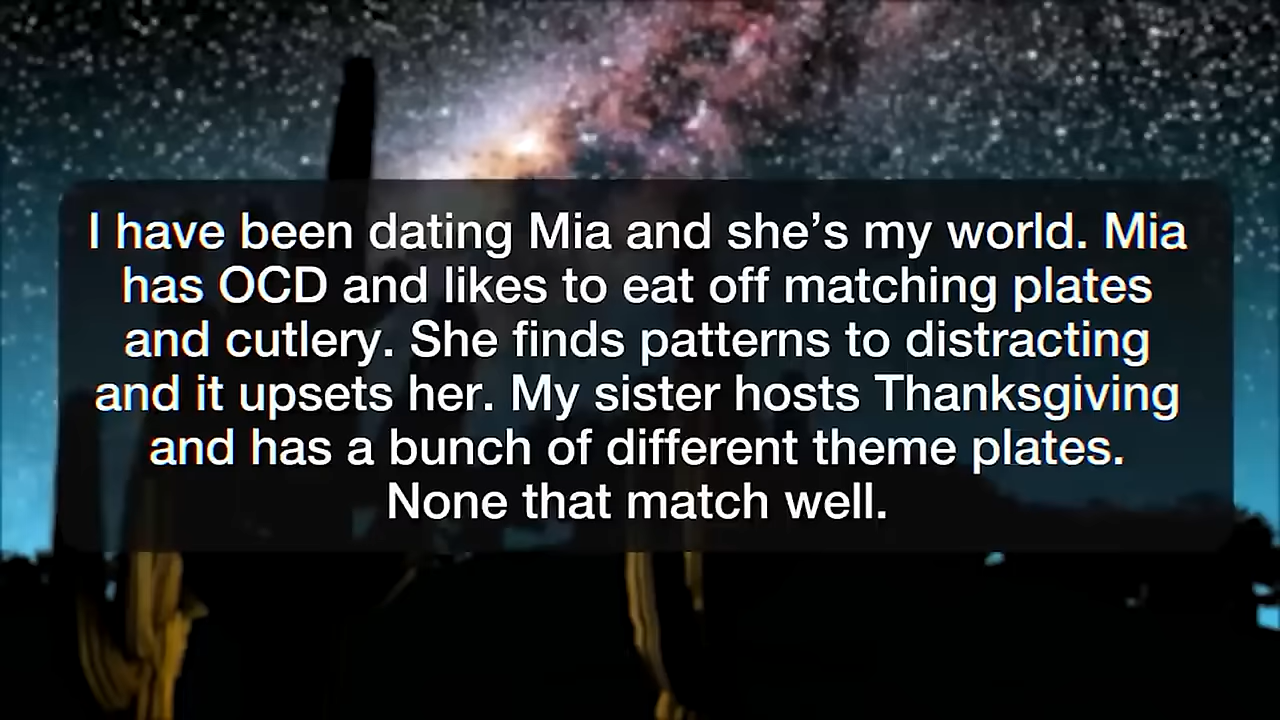 I have been dating Mia and she’s my world. Mia
has OCD and likes to eat off matching plates
and cutlery. She finds patterns to distracting
and it upsets her. My sister hosts Thanksgiving
and has a bunch of different theme plates.
None that match well.